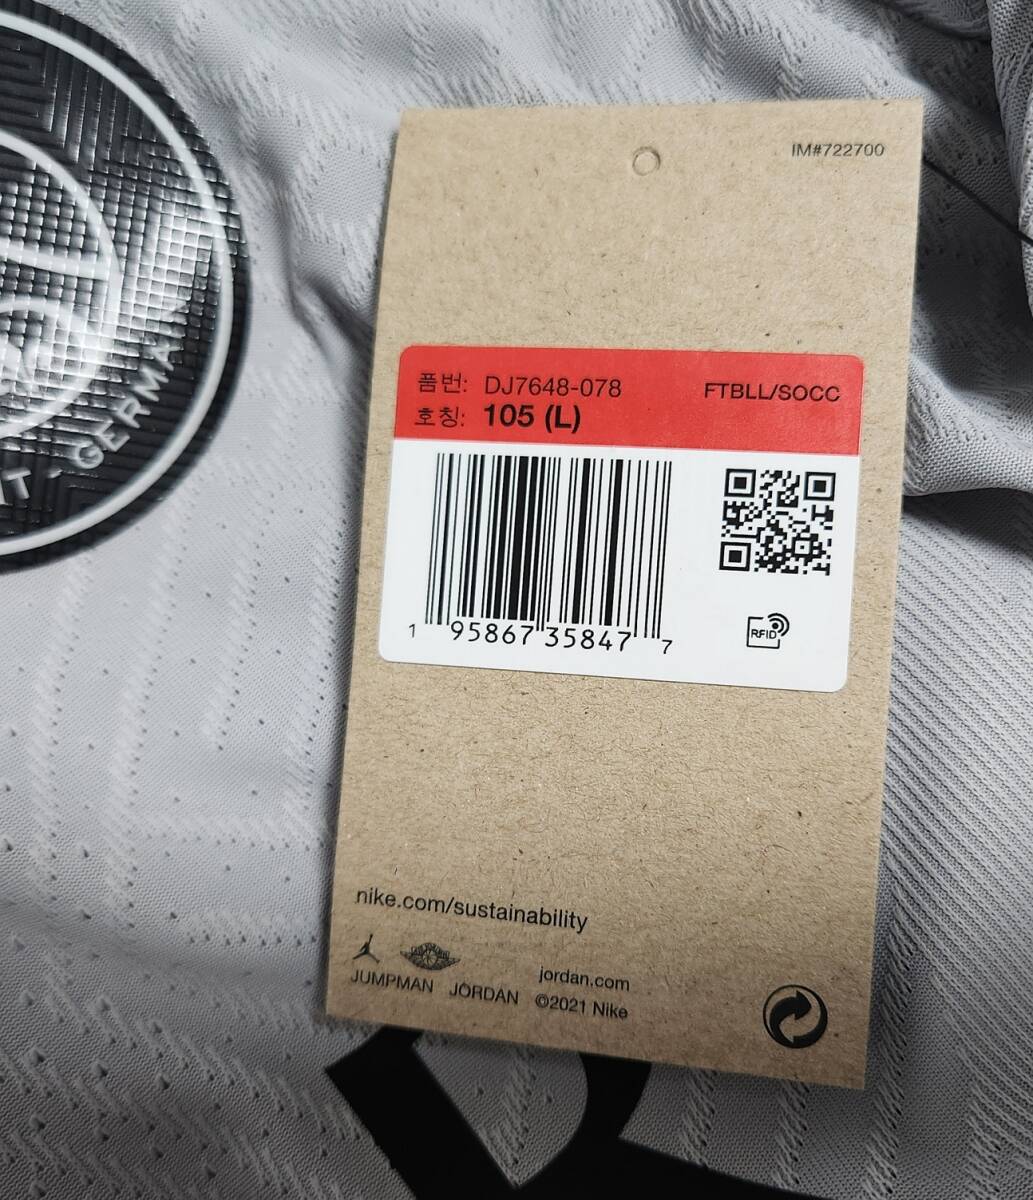 IM#722700
품번: DJ7648-078
FTBLL/SOCC
호칭: 105 (L)
1 95867 35847 7
RFID
nike.com/sustainability
jordan.com
JUMPMAN JORDAN ©2021 Nike
GERMAI